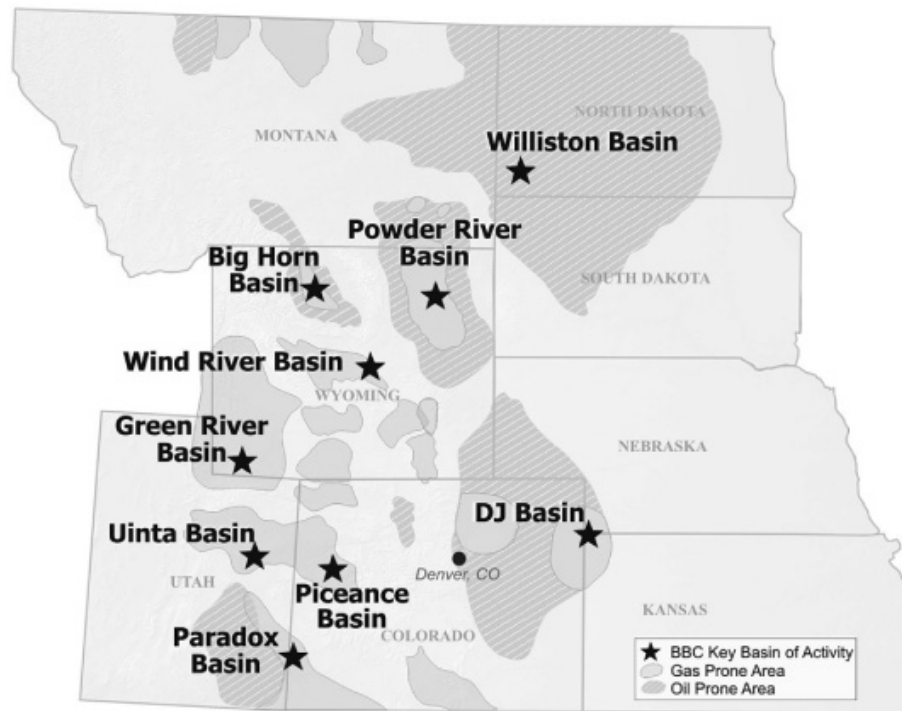 NORTH DAKOTA
MONTANA
Williston Basin
Powder River
Basin
Big Horn
Basin
SOUTH DAKOTA
Wind River Basin
WYOMING
Green River
Basin
NEBRASKA
DJ Basin
Uinta Basin
Denver, CO
UTAH
Piceance
Basin
KANSAS
COLORADO
Paradox
Basin
BBC Key Basin of Activity
Gas Prone Area
Oil Prone Area